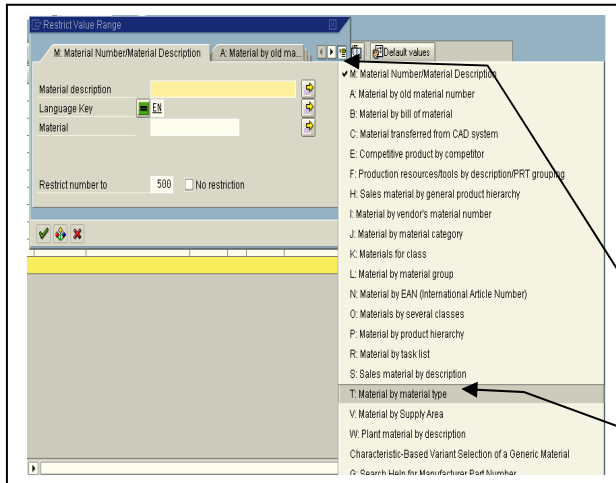 Restrict Value Range
M: Material Number/Material Description
A: Material by old ma...
Default values
Material description
Language Key
= EN
Material
Restrict number to
500
No restriction
M: Material Number/Material Description
A: Material by old material number
B: Material by bill of material
C: Material transferred from CAD system
E: Competitive product by competitor
F: Production resources/tools by description/PRT grouping
H: Sales material by general product hierarchy
I: Material by vendor's material number
J: Material by material category
K: Materials for class
L: Material by material group
N: Material by EAN (International Article Number)
O: Materials by several classes
P: Material by product hierarchy
R: Material by task list
S: Sales material by description
T: Material by material type
V: Material by Supply Area
W: Plant material by description
Characteristic-Based Variant Selection of a Generic Material
G: Search Help for Manufacturer Part Number